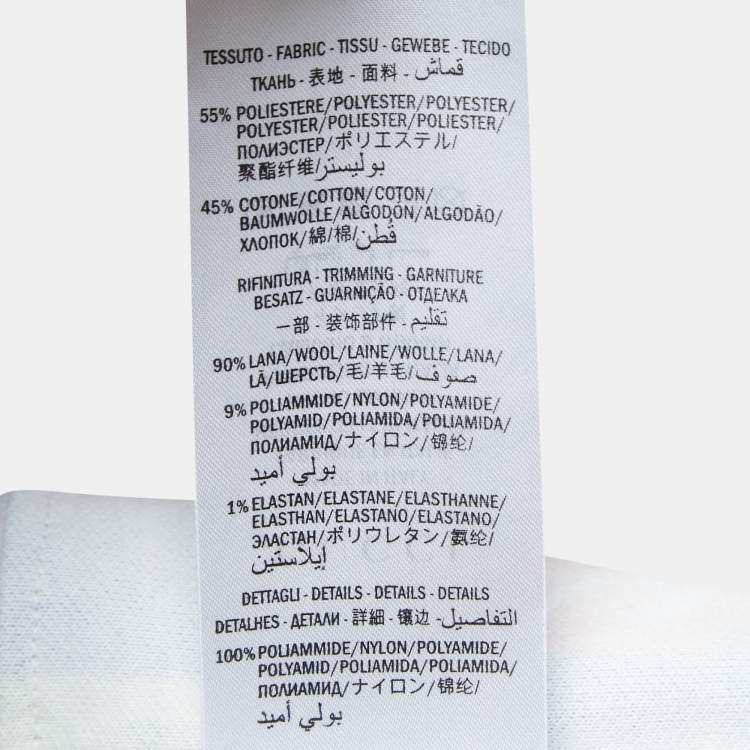 TESSUTO - FABRIC - TISSU - GEWEBE - TECIDO
ТКАНЬ - 表地 - 面料 - قماش
55% POLIESTERE/POLYESTER/POLYESTER/
POLYESTER/POLIESTER/POLIESTER/
ПОЛИЭСТЕР/ポリエステル/
聚酯纤维/بوليستر
45% COTONE/COTTON/COTON/
BAUMWOLLE/ALGODÓN/ALGODÃO/
ХЛОПОК/綿/棉/قُطن
RIFINITURA - TRIMMING - GARNITURE
BESATZ - GUARNIÇÃO - ОТДЕЛКА
一部 - 装饰部件 - تقليم
90% LANA/WOOL/LAINE/WOLLE/LANA/
LÃ/ШЕРСТЬ/毛/羊毛/صوف
9% POLIAMMIDE/NYLON/POLYAMIDE/
POLYAMID/POLIAMIDA/POLIAMIDA/
ПОЛИАМИД/ナイロン/锦纶/
بولي أميد
1% ELASTAN/ELASTANE/ELASTHANNE/
ELASTHAN/ELASTANO/ELASTANO/
ЭЛАСТАН/ポリウレタン/氨纶/
إيلاستين
DETTAGLI - DETAILS - DETAILS - DETAILS
DETALHES - ДЕТАЛИ - 詳細 - 镶边 - التفاصيل
100% POLIAMMIDE/NYLON/POLYAMIDE/
POLYAMID/POLIAMIDA/POLIAMIDA/
ПОЛИАМИД/ナイロン/锦纶/
بولي أميد